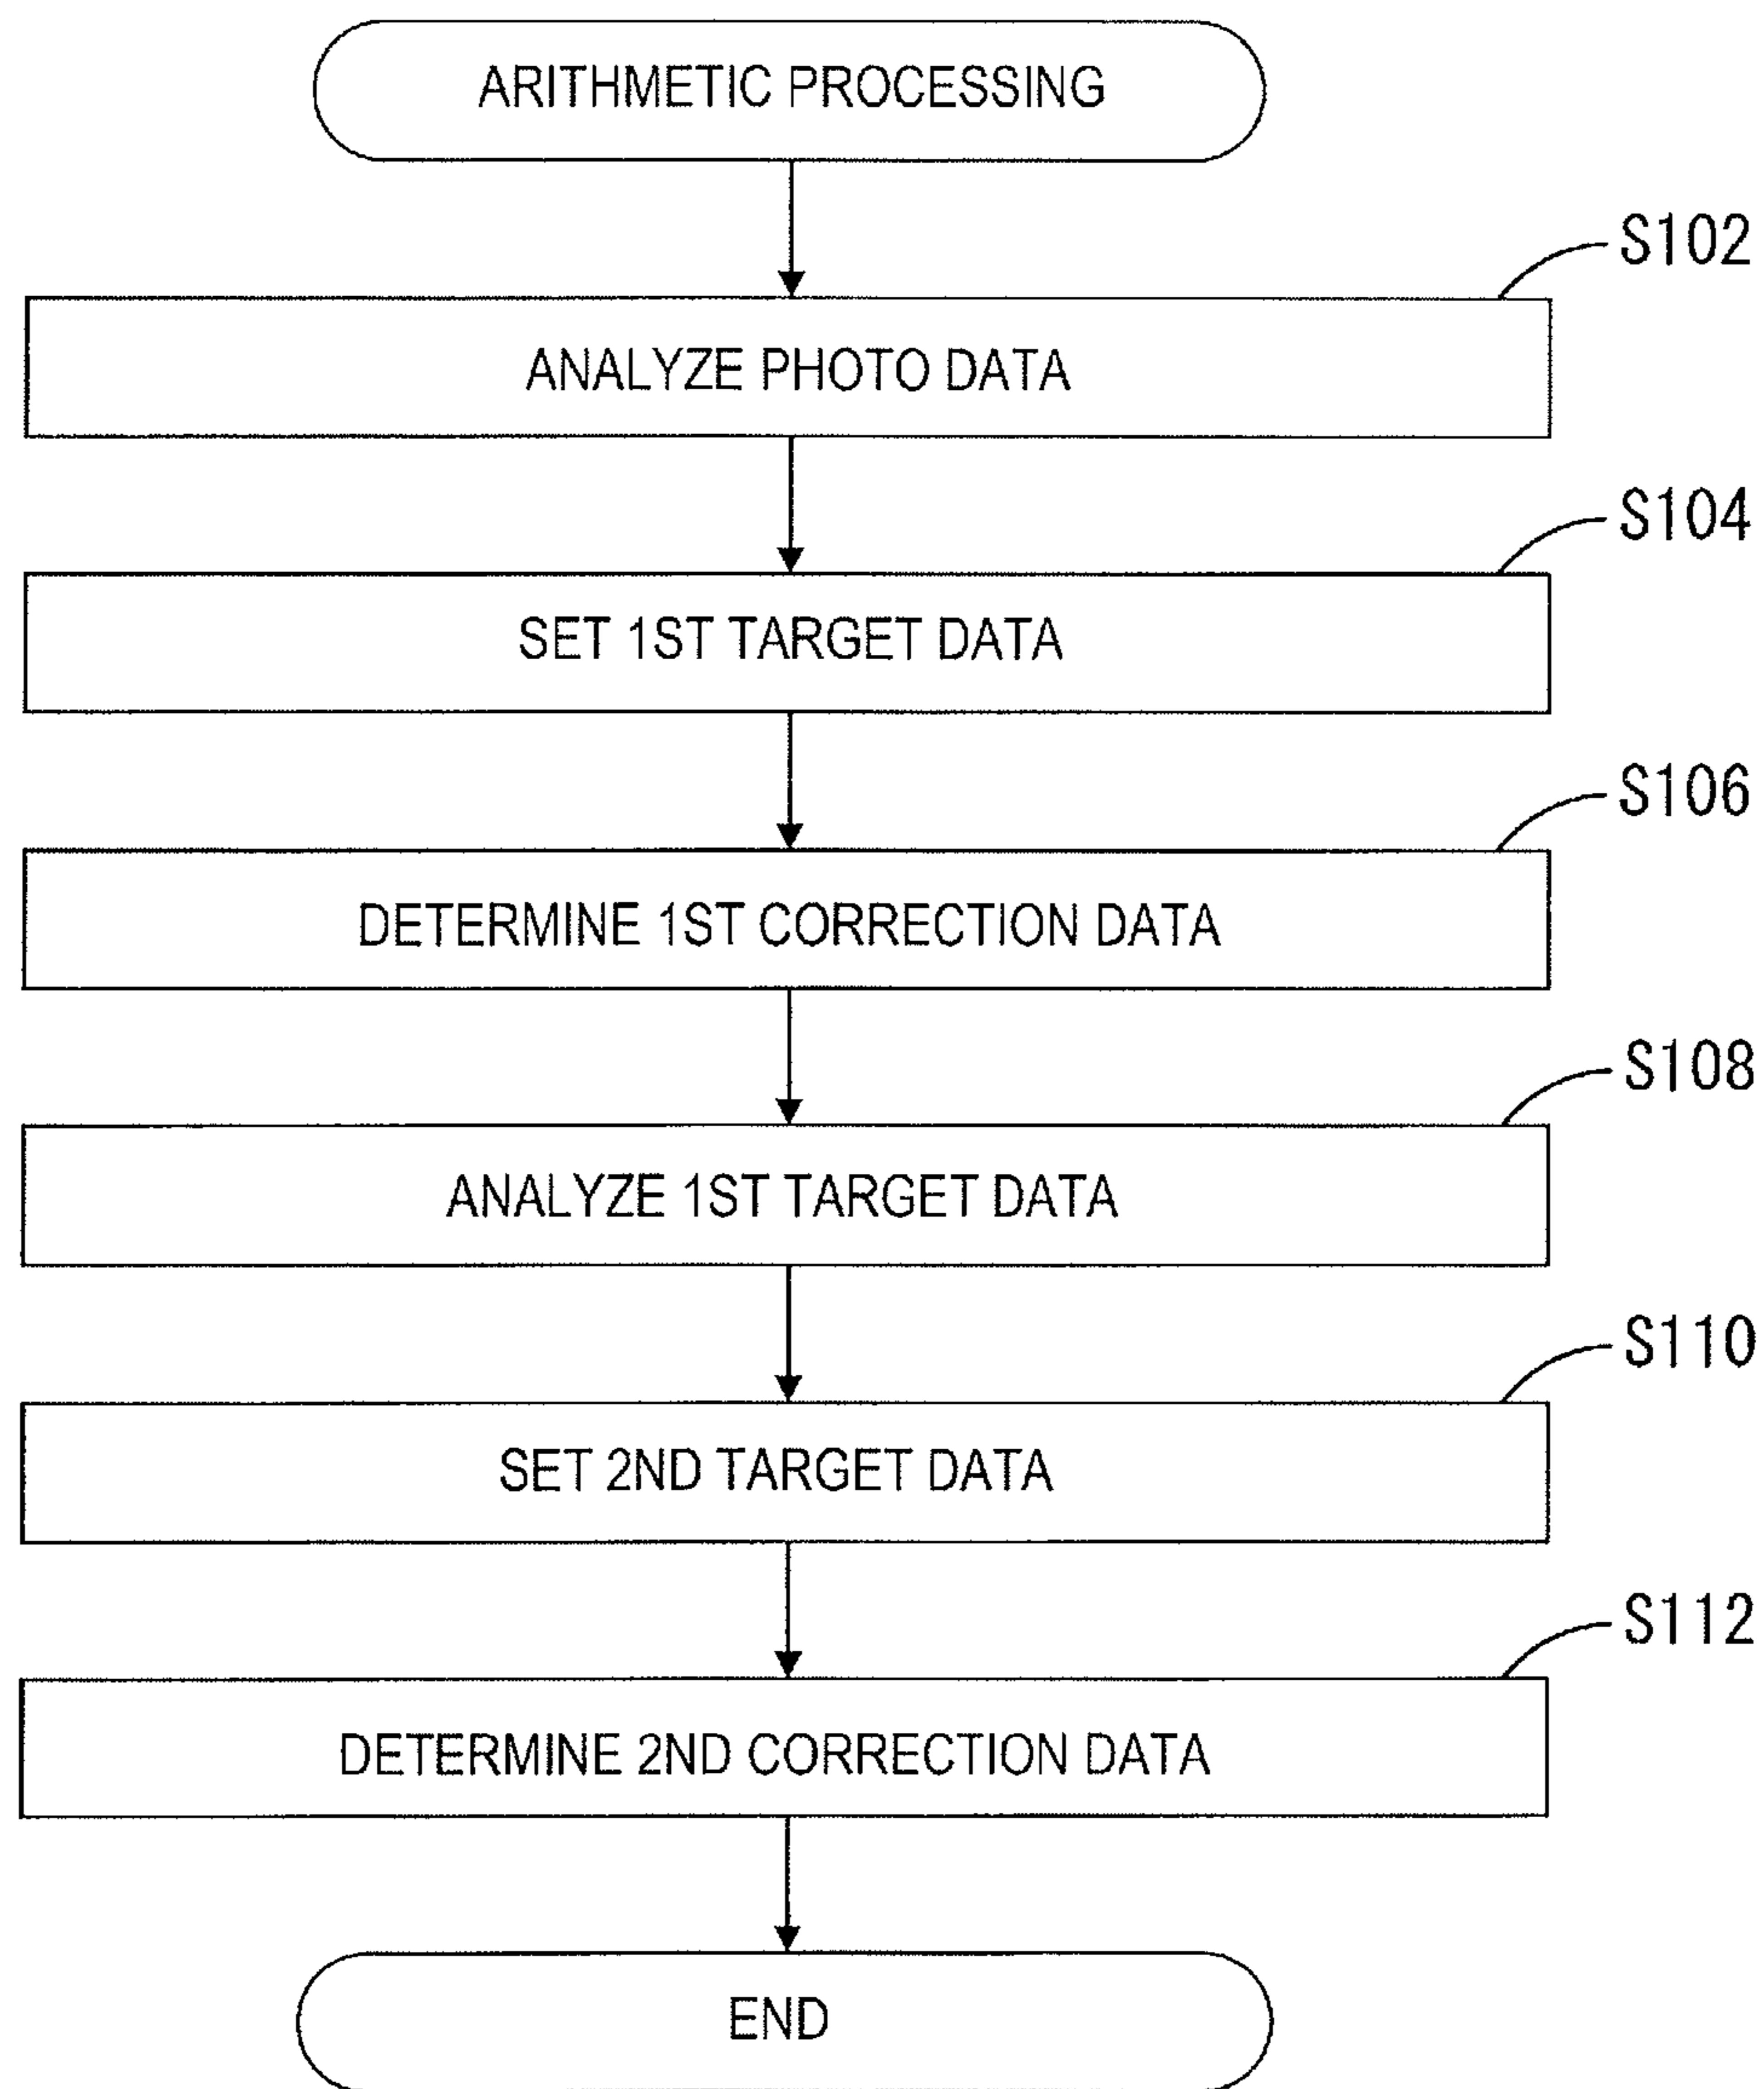 ARITHMETIC PROCESSING
S102
ANALYZE PHOTO DATA
S104
SET 1ST TARGET DATA
S106
DETERMINE 1ST CORRECTION DATA
S108
ANALYZE 1ST TARGET DATA
S110
SET 2ND TARGET DATA
S112
DETERMINE 2ND CORRECTION DATA
END